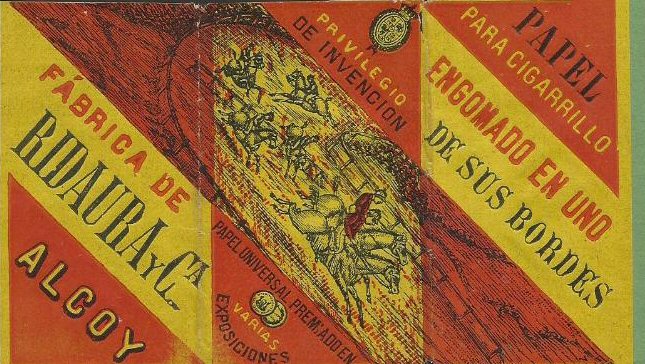 FÁBRICA DE
RIDAURA Y Cª
ALCOY
PRIVILEGIO
DE INVENCION
PAPEL UNIVERSAL PREMIADO EN
VARIAS
EXPOSICIONES
PAPEL
PARA CIGARRILLO
ENGOMADO EN UNO
DE SUS BORDES